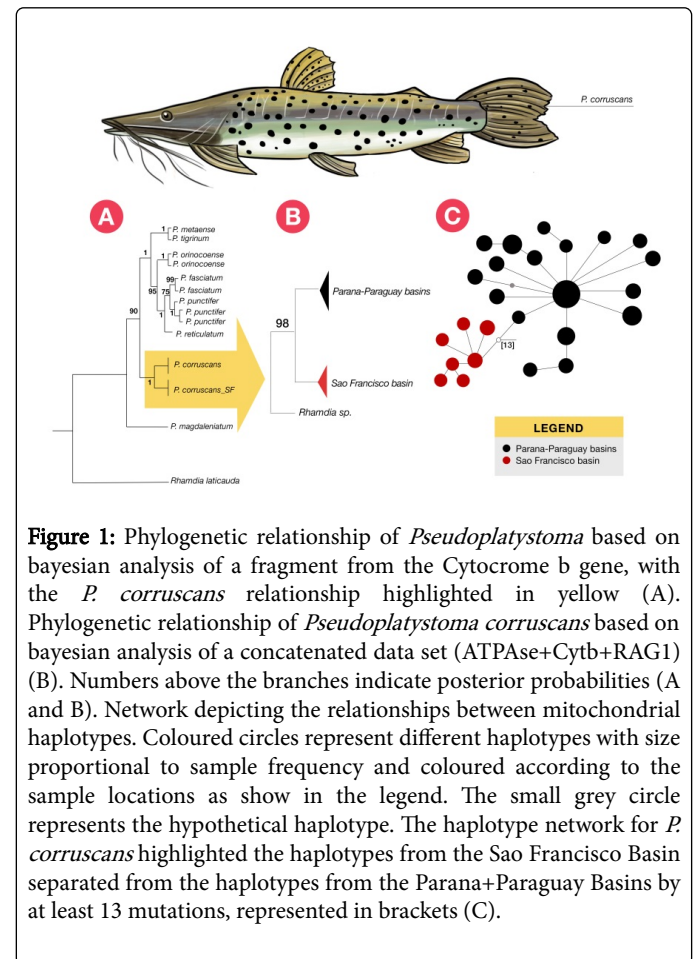 P. corruscans
A
B
C
1
P. metaense
P. tigrinum
1
1
P. orinocoense
P. orinocoense
99
P. fasciatum
95
75
P. fasciatum
P. punctifer
1
P. punctifer
1
P. punctifer
P. reticulatum
90
P. corruscans
1
P. corruscans_SF
P. magdaleniatum
Rhamdia laticauda
98
Parana-Paraguay basins
Sao Francisco basin
Rhamdia sp.
[13]
LEGEND
Parana-Paraguay basins
Sao Francisco basin
Figure 1: Phylogenetic relationship of Pseudoplatystoma based on
bayesian analysis of a fragment from the Cytocrome b gene, with
the P. corruscans relationship highlighted in yellow (A).
Phylogenetic relationship of Pseudoplatystoma corruscans based on
bayesian analysis of a concatenated data set (ATPAse+Cytb+RAG1)
(B). Numbers above the branches indicate posterior probabilities (A
and B). Network depicting the relationships between mitochondrial
haplotypes. Coloured circles represent different haplotypes with size
proportional to sample frequency and coloured according to the
sample locations as show in the legend. The small grey circle
represents the hypothetical haplotype. The haplotype network for P.
corruscans highlighted the haplotypes from the Sao Francisco Basin
separated from the haplotypes from the Parana+Paraguay Basins by
at least 13 mutations, represented in brackets (C).